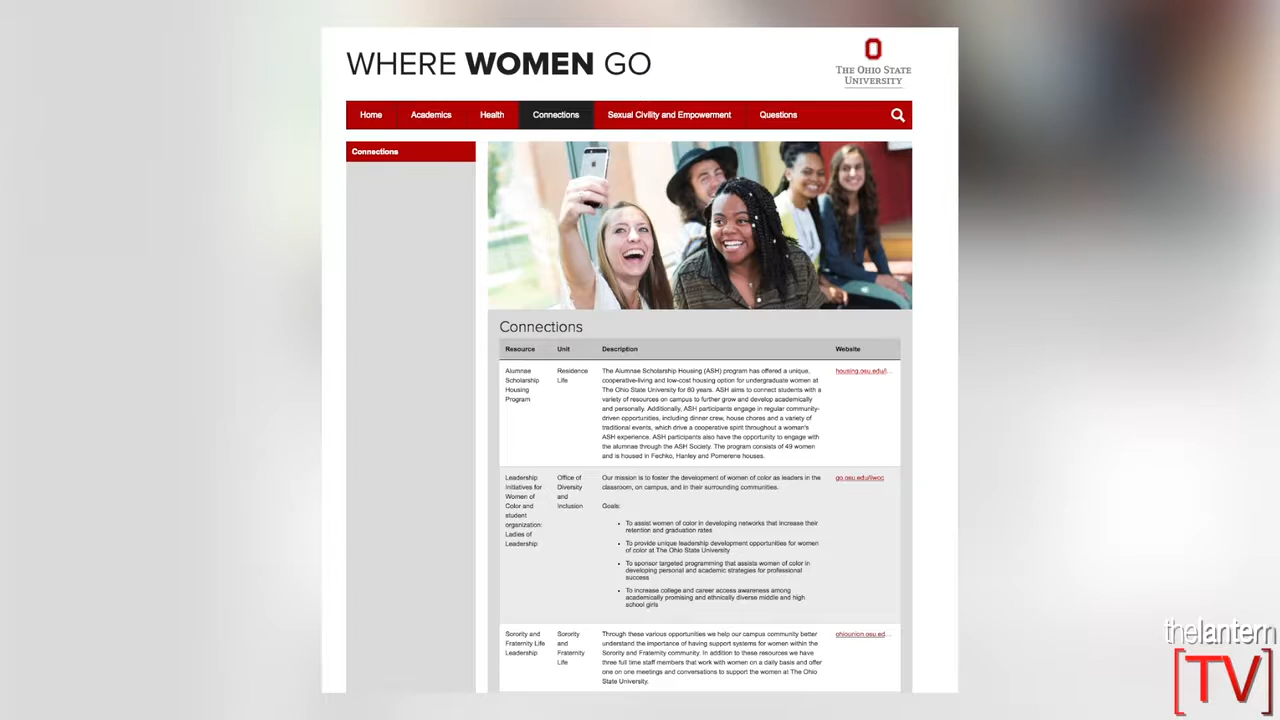 WHERE WOMEN GO
THE OHIO STATE
UNIVERSITY
Home Academics Health Connections Sexual Civility and Empowerment Questions
Connections
Connections
Resource Unit Description Website
Alumnae
Scholarship
Housing
Program
Residence
Life
The Alumnae Scholarship Housing (ASH) program has offered a unique,
cooperative-living and low-cost housing option for undergraduate women at
The Ohio State University for 80 years. ASH aims to connect students with a
variety of resources on campus to further grow and develop academically
and personally. Additionally, ASH participants engage in regular community-
driven opportunities, including dinner crew, house chores and a variety of
traditional events, which drive a cooperative spirit throughout a woman's
ASH experience. ASH participants also have the opportunity to engage with
the alumnae through the ASH Society. The program consists of 49 women
and is housed in Fechko, Hanley and Pomerene houses.
housing.osu.edu/l...
Leadership
Initiatives for
Women of
Color and
student
organization:
Ladies of
Leadership
Office of
Diversity
and
Inclusion
Our mission is to foster the development of women of color as leaders in the
classroom, on campus, and in their surrounding communities.
Goals:
• To assist women of color in developing networks that increase their
retention and graduation rates
• To provide unique leadership development opportunities for women
of color at The Ohio State University
• To sponsor targeted programming that assists women of color in
developing personal and academic strategies for professional
success
• To increase college and career access awareness among
academically promising and ethnically diverse middle and high
school girls
go.osu.edu/liwoc
Sorority and
Fraternity Life
Leadership
Sorority
and
Fraternity
Life
Through these various opportunities we help our campus community better
understand the importance of having support systems for women within the
Sorority and Fraternity community. In addition to these resources we have
three full time staff members that work with women on a daily basis and offer
one on one meetings and conversations to support the women at The Ohio
State University.
ohiounion.osu.ed...
thelantern
[TV]